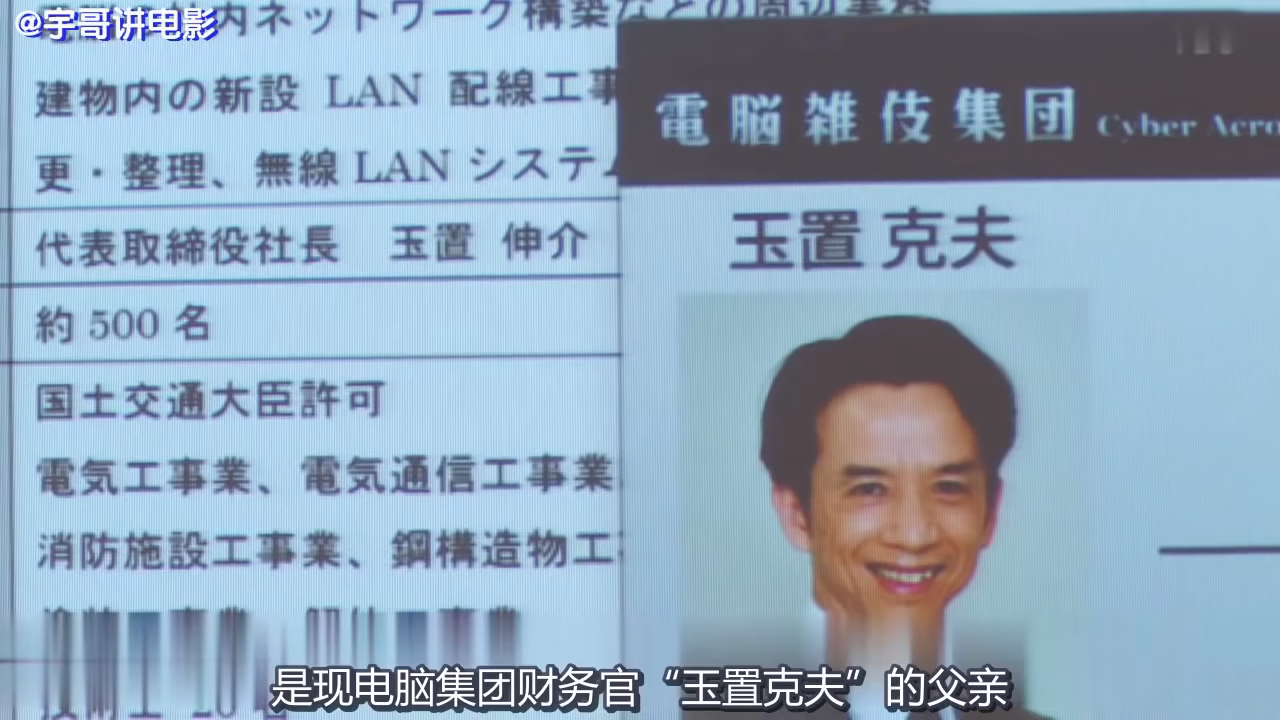 @宇哥讲电影
内ネットワーク構築などの周辺業務
建物内の新設 LAN 配線工事
更・整理、無線 LAN システム
代表取締役社長 玉置 伸介
約 500 名
国土交通大臣許可
電気工事業、電気通信工事業
消防施設工事業、鋼構造物工
電脳雑伎集団 Cyber Acro
玉置 克夫
是现电脑集团财务官“玉置克夫”的父亲